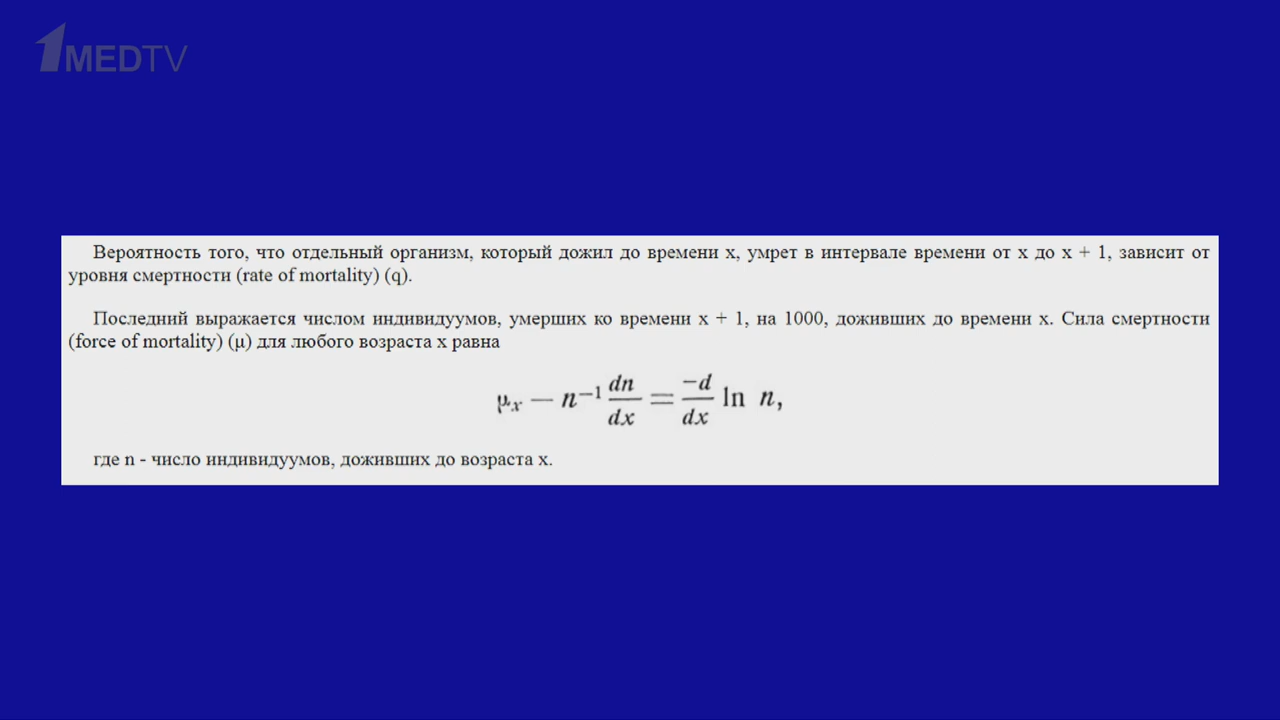 1MEDTV
Вероятность того, что отдельный организм, который дожил до времени x, умрет в интервале времени от x до x + 1, зависит от
уровня смертности (rate of mortality) (q).
Последний выражается числом индивидуумов, умерших ко времени x + 1, на 1000, доживших до времени x. Сила смертности
(force of mortality) (μ) для любого возраста x равна
μₓ — n⁻¹ dn/dx = −d/dx ln n,
где n - число индивидуумов, доживших до возраста x.